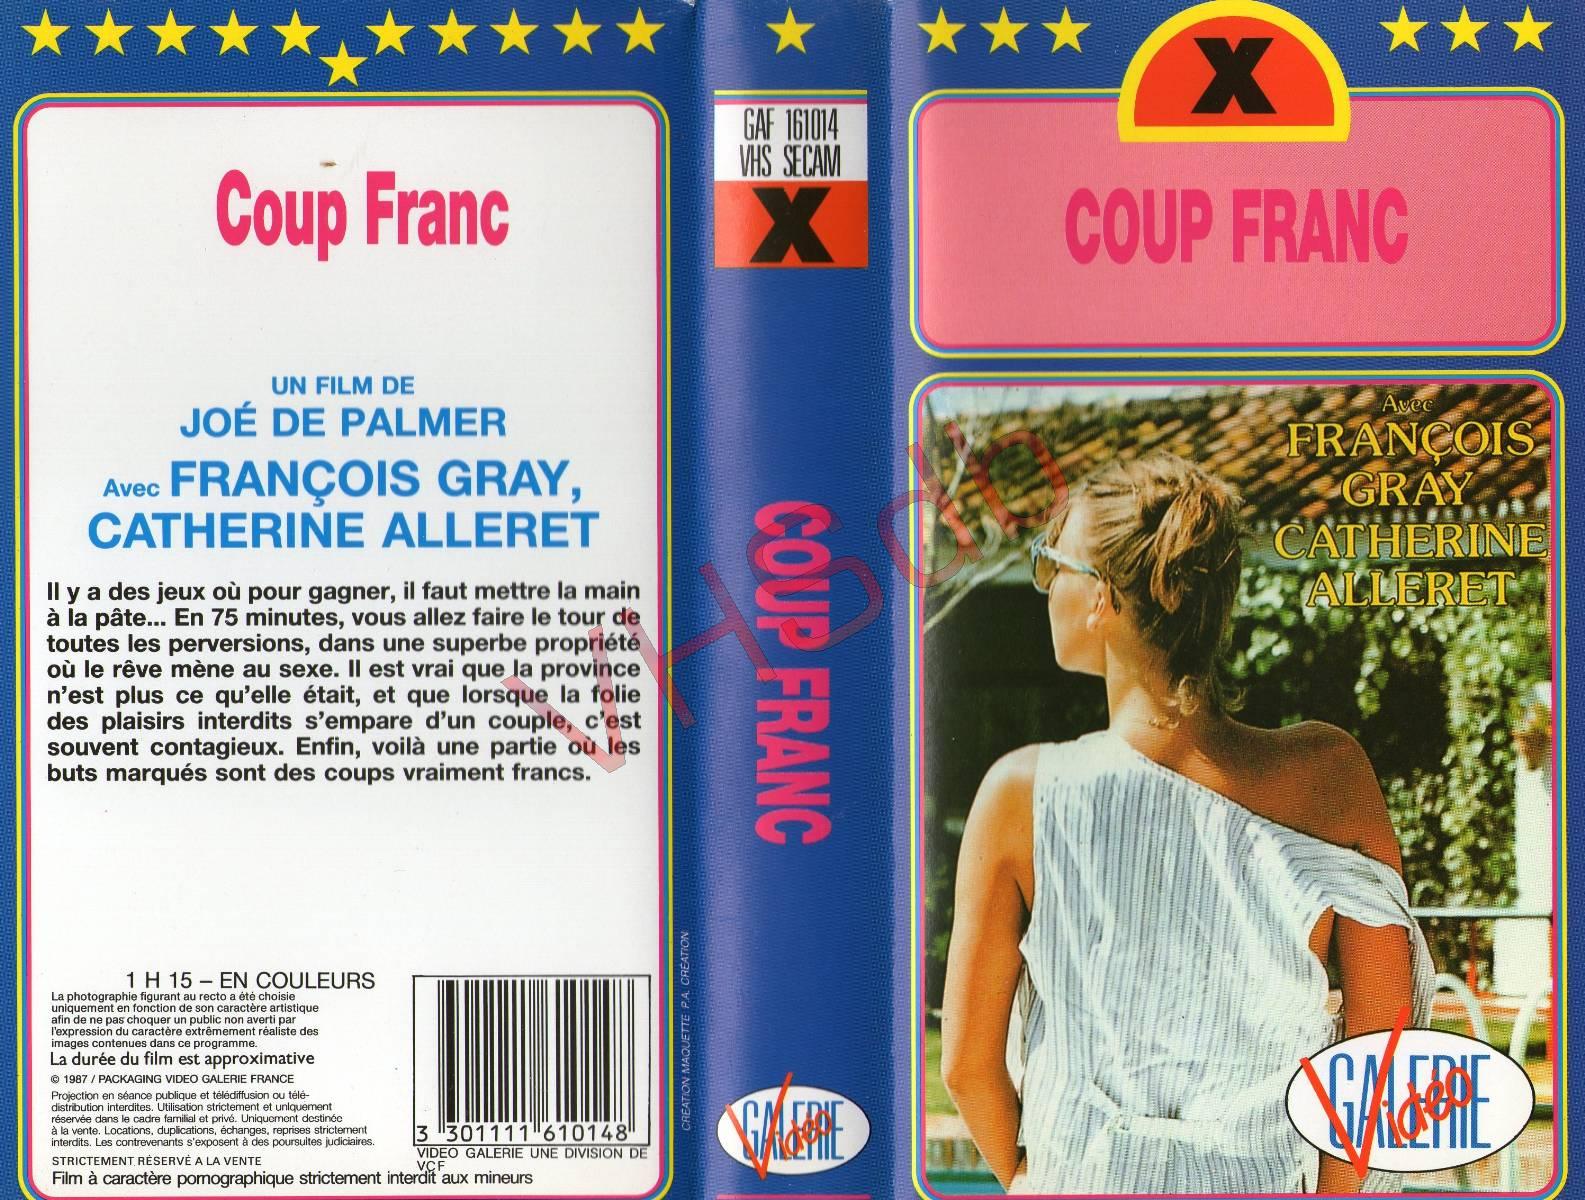 Coup Franc
UN FILM DE
JOÉ DE PALMER
Avec FRANÇOIS GRAY,
CATHERINE ALLERET
Il y a des jeux où pour gagner, il faut mettre la main
à la pâte... En 75 minutes, vous allez faire le tour de
toutes les perversions, dans une superbe propriété
où le rêve mène au sexe. Il est vrai que la province
n'est plus ce qu'elle était, et que lorsque la folie
des plaisirs interdits s'empare d'un couple, c'est
souvent contagieux. Enfin, voilà une partie où les
buts marqués sont des coups vraiment francs.
1 H 15 – EN COULEURS
La photographie figurant au recto a été choisie
uniquement en fonction de son caractère artistique
afin de ne pas choquer un public non averti par
l'expression du caractère extrêmement réaliste des
images contenues dans ce programme.
La durée du film est approximative
© 1987 / PACKAGING VIDEO GALERIE FRANCE
Projection en séance publique et télédiffusion ou télé-
distribution interdites. Utilisation strictement et uniquement
réservée dans le cadre familial et privé. Uniquement destinée
à la vente. Locations, duplications, échanges, reprises strictement
interdits. Les contrevenants s'exposent à des poursuites judiciaires.
STRICTEMENT RÉSERVÉ A LA VENTE
Film à caractère pornographique strictement interdit aux mineurs
3 301111 610148
VIDEO GALERIE UNE DIVISION DE
VCF
CRÉATION MAQUETTE P.A. CRÉATION
GAF 161014
VHS SECAM
X
COUP FRANC
GALERIE
Vidéo
X
COUP FRANC
Avec
FRANÇOIS
GRAY
CATHERINE
ALLERET
GALERIE
Vidéo
VHSdb